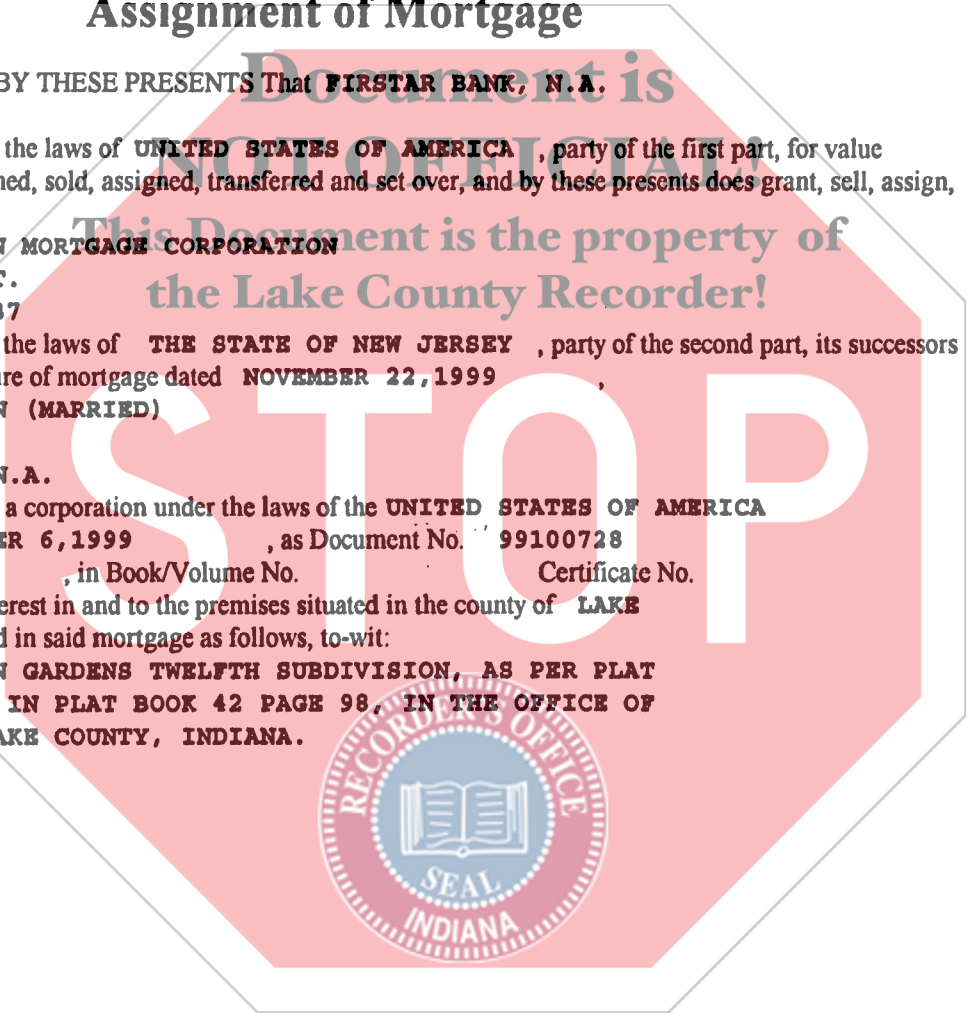 Assignment of Mortgage
Document is
BY THESE PRESENTS That FIRSTAR BANK, N.A.
NOT OFFICIAL!
the laws of UNITED STATES OF AMERICA , party of the first part, for value
ned, sold, assigned, transferred and set over, and by these presents does grant, sell, assign,
This Document is the property of
N MORTGAGE CORPORATION
T.
the Lake County Recorder!
37
the laws of THE STATE OF NEW JERSEY , party of the second part, its successors
re of mortgage dated NOVEMBER 22,1999 ,
N (MARRIED)
STOP
N.A.
a corporation under the laws of the UNITED STATES OF AMERICA
ER 6,1999 , as Document No. 99100728
, in Book/Volume No. Certificate No.
erest in and to the premises situated in the county of LAKE
d in said mortgage as follows, to-wit:
N GARDENS TWELFTH SUBDIVISION, AS PER PLAT
IN PLAT BOOK 42 PAGE 98, IN THE OFFICE OF
AKE COUNTY, INDIANA.
RECORDER'S OFFICE
SEAL
INDIANA